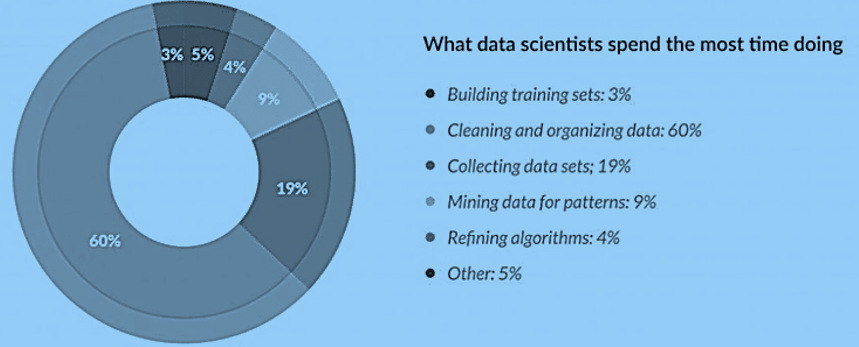 3% 5%
4%
9%
19%
60%
What data scientists spend the most time doing
Building training sets: 3%
Cleaning and organizing data: 60%
Collecting data sets; 19%
Mining data for patterns: 9%
Refining algorithms: 4%
Other: 5%